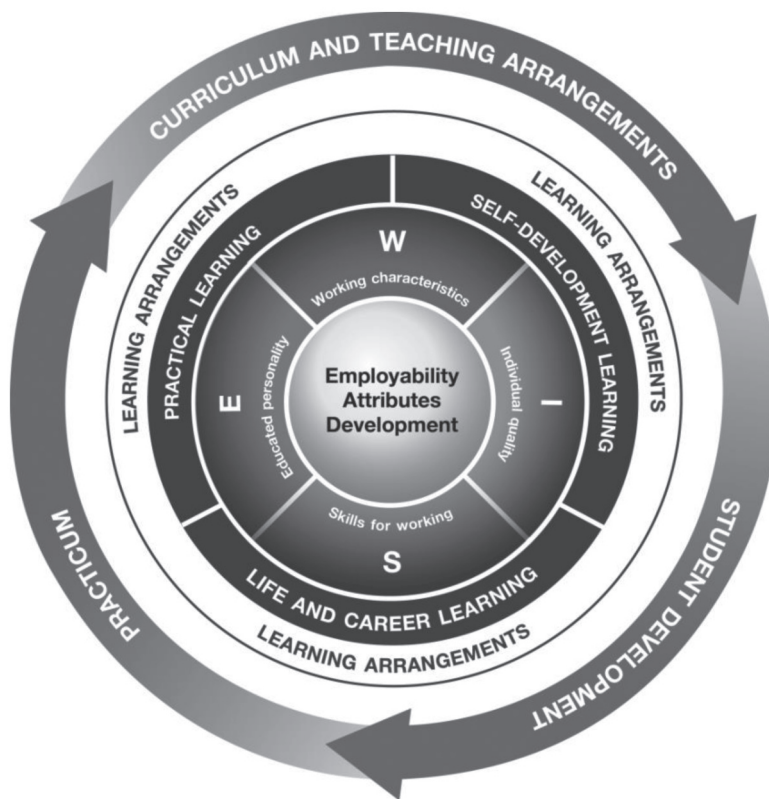 CURRICULUM AND TEACHING ARRANGEMENTS
STUDENT DEVELOPMENT
PRACTICUM
LEARNING ARRANGEMENTS
LEARNING ARRANGEMENTS
LEARNING ARRANGEMENTS
PRACTICAL LEARNING
SELF-DEVELOPMENT LEARNING
LIFE AND CAREER LEARNING
W
Working characteristics
I
Individual quality
S
Skills for working
E
Educated personality
Employability
Attributes
Development